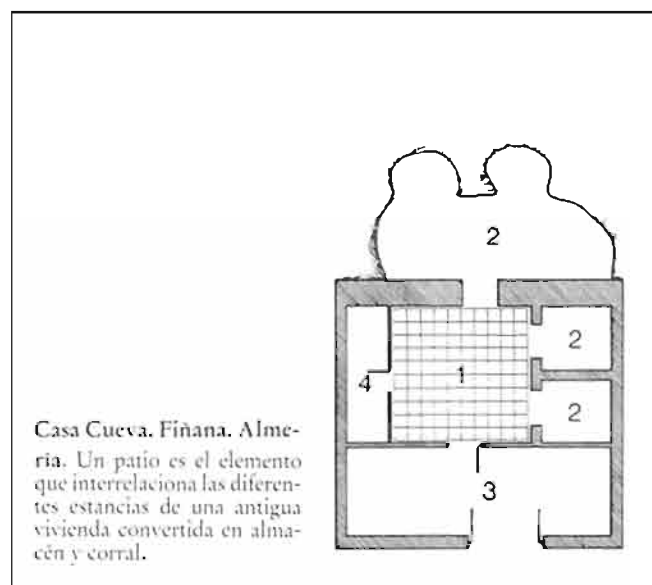 2
2
1
4
2
3
Casa Cueva. Fiñana. Alme-
ría. Un patio es el elemento
que interrelaciona las diferen-
tes estancias de una antigua
vivienda convertida en alma-
cén y corral.